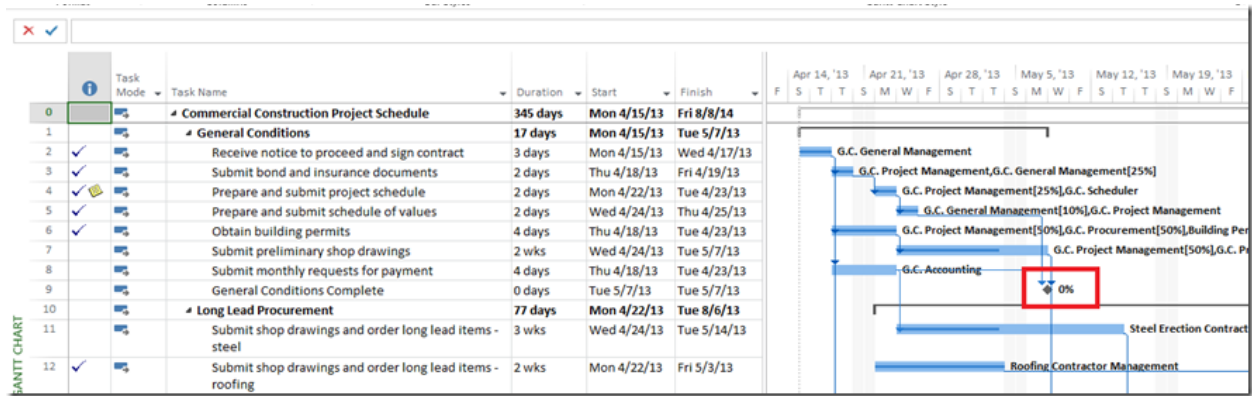 Apr 14, '13 Apr 21, '13 Apr 28, '13 May 5, '13 May 12, '13 May 19, '13
Task Mode Task Name Duration Start Finish F S T T S M W F S T T S M W F S T T S M W F
0 Commercial Construction Project Schedule 345 days Mon 4/15/13 Fri 8/8/14
1 General Conditions 17 days Mon 4/15/13 Tue 5/7/13
2 Receive notice to proceed and sign contract 3 days Mon 4/15/13 Wed 4/17/13 G.C. General Management
3 Submit bond and insurance documents 2 days Thu 4/18/13 Fri 4/19/13 G.C. Project Management,G.C. General Management[25%]
4 Prepare and submit project schedule 2 days Mon 4/22/13 Tue 4/23/13 G.C. Project Management[25%],G.C. Scheduler
5 Prepare and submit schedule of values 2 days Wed 4/24/13 Thu 4/25/13 G.C. General Management[10%],G.C. Project Management
6 Obtain building permits 4 days Thu 4/18/13 Tue 4/23/13 G.C. Project Management[50%],G.C. Procurement[50%],Building Per
7 Submit preliminary shop drawings 2 wks Wed 4/24/13 Tue 5/7/13 G.C. Project Management[50%],G.C. P
8 Submit monthly requests for payment 4 days Thu 4/18/13 Tue 4/23/13 G.C. Accounting
9 General Conditions Complete 0 days Tue 5/7/13 Tue 5/7/13 0%
10 Long Lead Procurement 77 days Mon 4/22/13 Tue 8/6/13
11 Submit shop drawings and order long lead items - 3 wks Wed 4/24/13 Tue 5/14/13 Steel Erection Contract
steel
12 Submit shop drawings and order long lead items - 2 wks Mon 4/22/13 Fri 5/3/13 Roofing Contractor Management
roofing
GANTT CHART